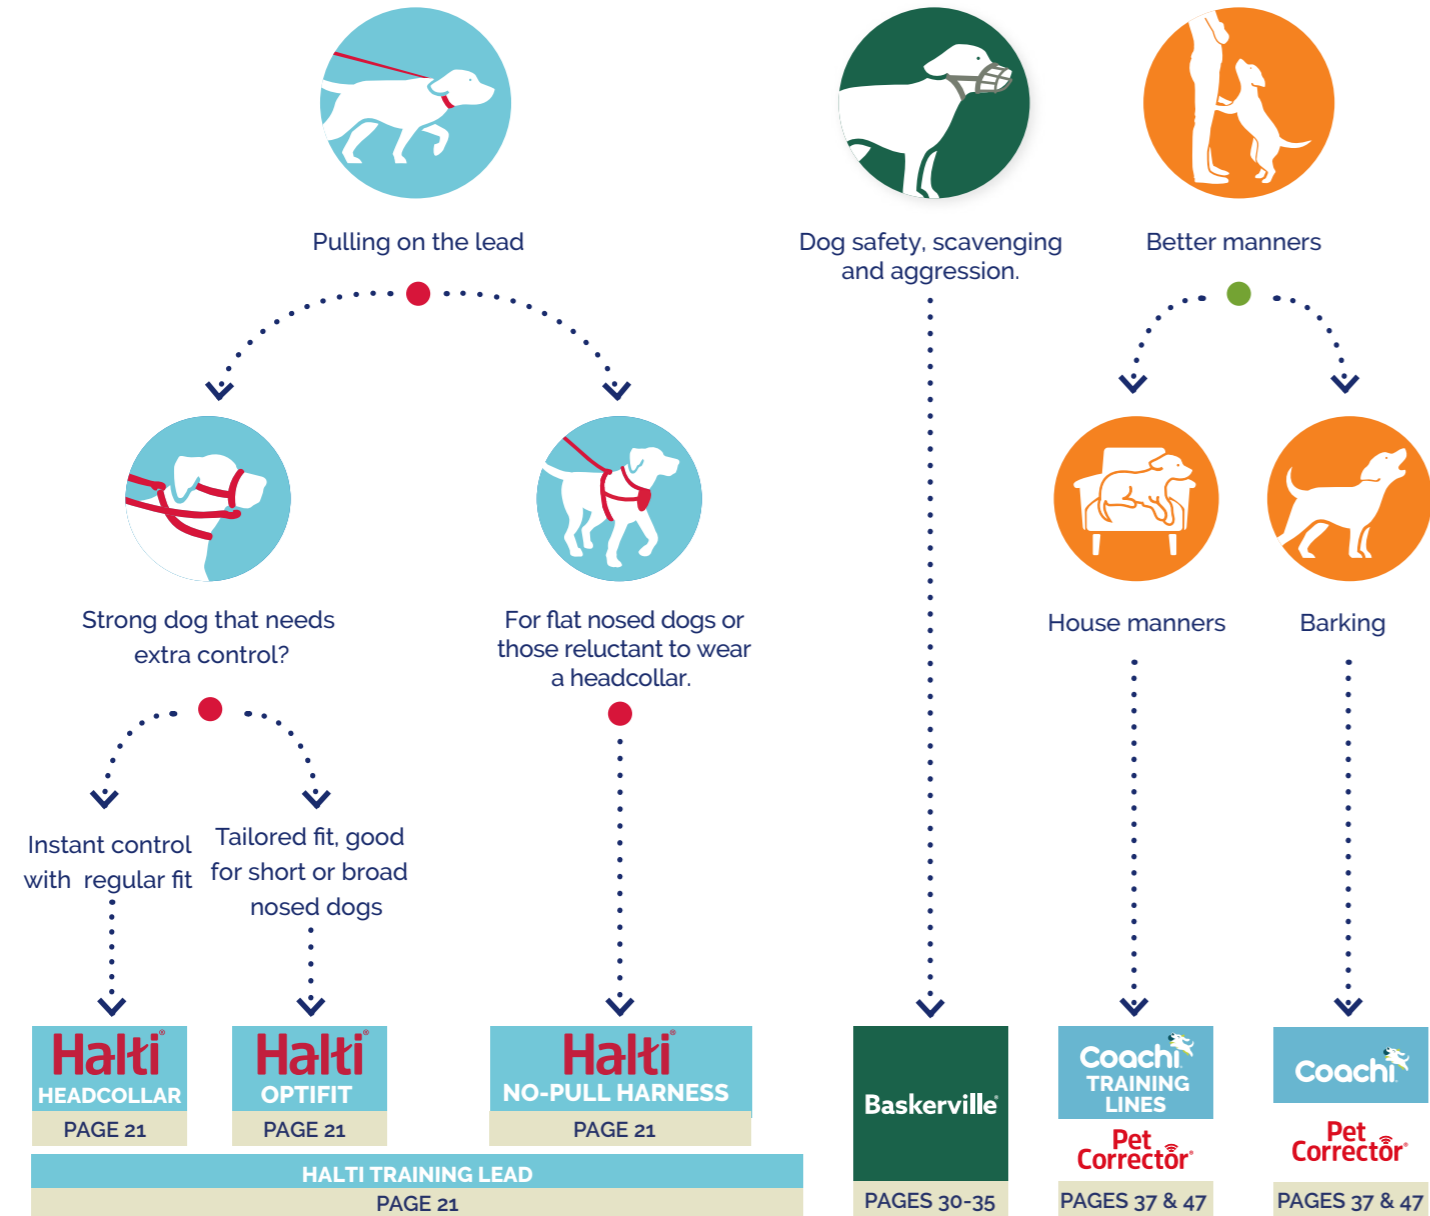 Pulling on the lead
Dog safety, scavenging
and aggression.
Better manners
Strong dog that needs
extra control?
For flat nosed dogs or
those reluctant to wear
a headcollar.
House manners
Barking
Instant control
with regular fit
Tailored fit, good
for short or broad
nosed dogs
Halti®
HEADCOLLAR
PAGE 21
Halti®
OPTIFIT
PAGE 21
Halti®
NO-PULL HARNESS
PAGE 21
HALTI TRAINING LEAD
PAGE 21
Baskerville®
PAGES 30-35
Coachi
TRAINING
LINES
Pet
Corrector®
PAGES 37 & 47
Coachi
Pet
Corrector®
PAGES 37 & 47